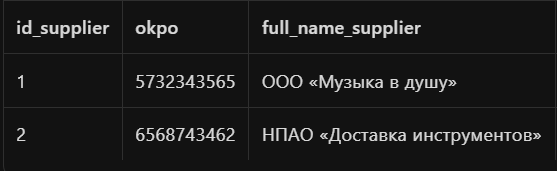 id_supplier okpo full_name_supplier
1 5732343565 ООО «Музыка в душу»
2 6568743462 НПАО «Доставка инструментов»